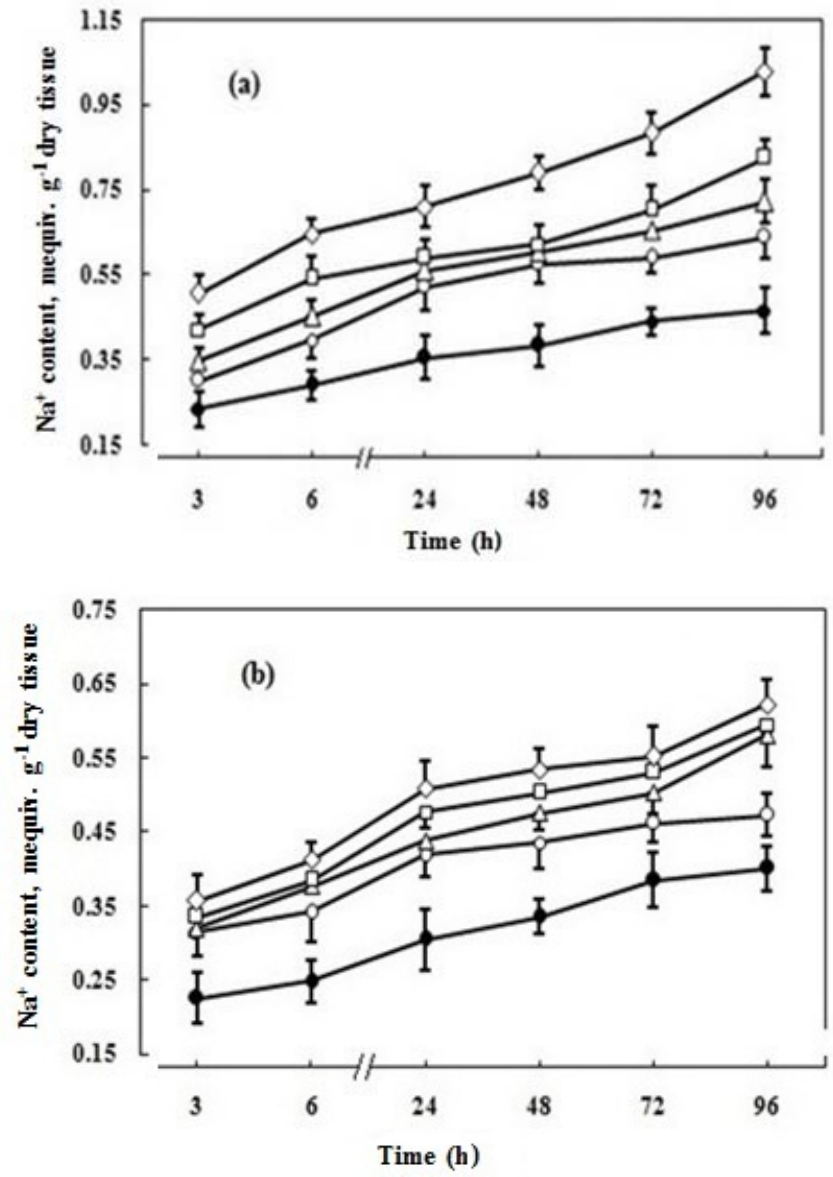 (a)
Na⁺ content, mequiv. g⁻¹ dry tissue
1.15
0.95
0.75
0.55
0.35
0.15
3 6 24 48 72 96
Time (h)
(b)
Na⁺ content, mequiv. g⁻¹ dry tissue
0.75
0.65
0.55
0.45
0.35
0.25
0.15
3 6 24 48 72 96
Time (h)